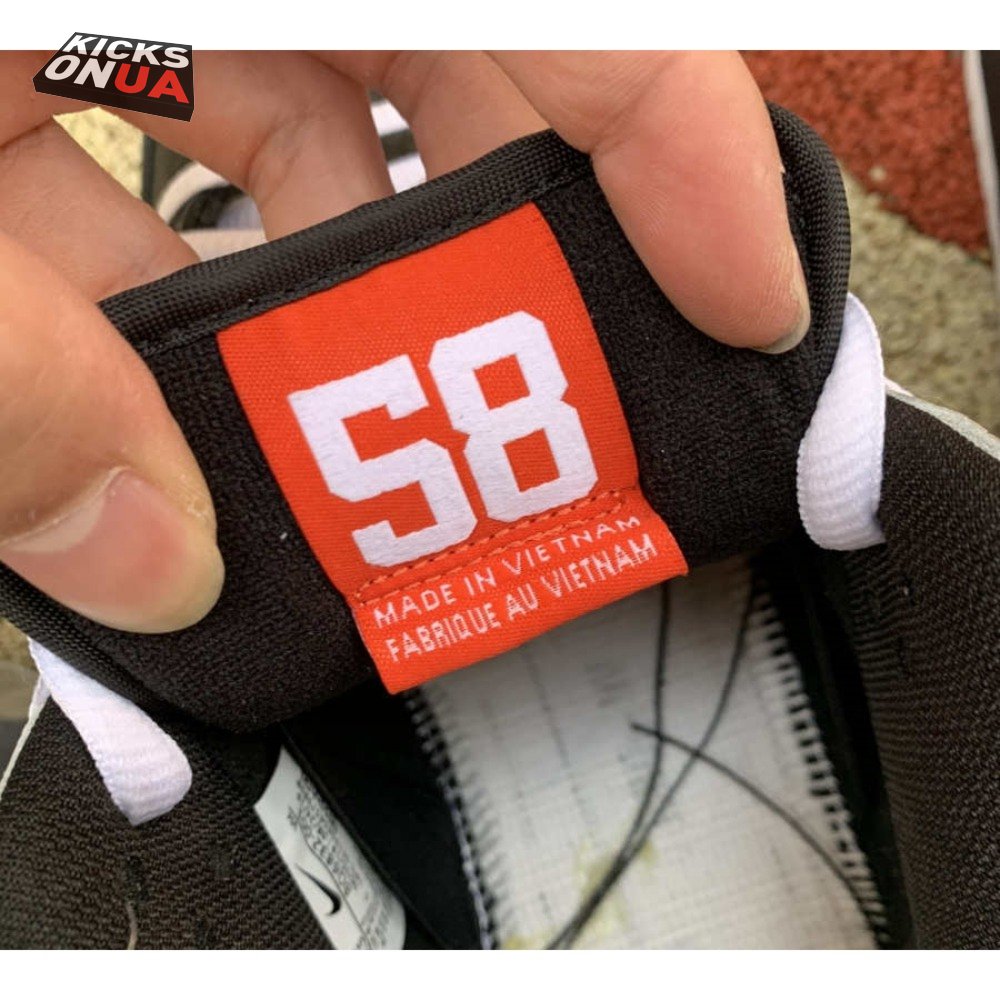 KICKS
ONUA
58
MADE IN VIETNAM
FABRIQUE AU VIETNAM